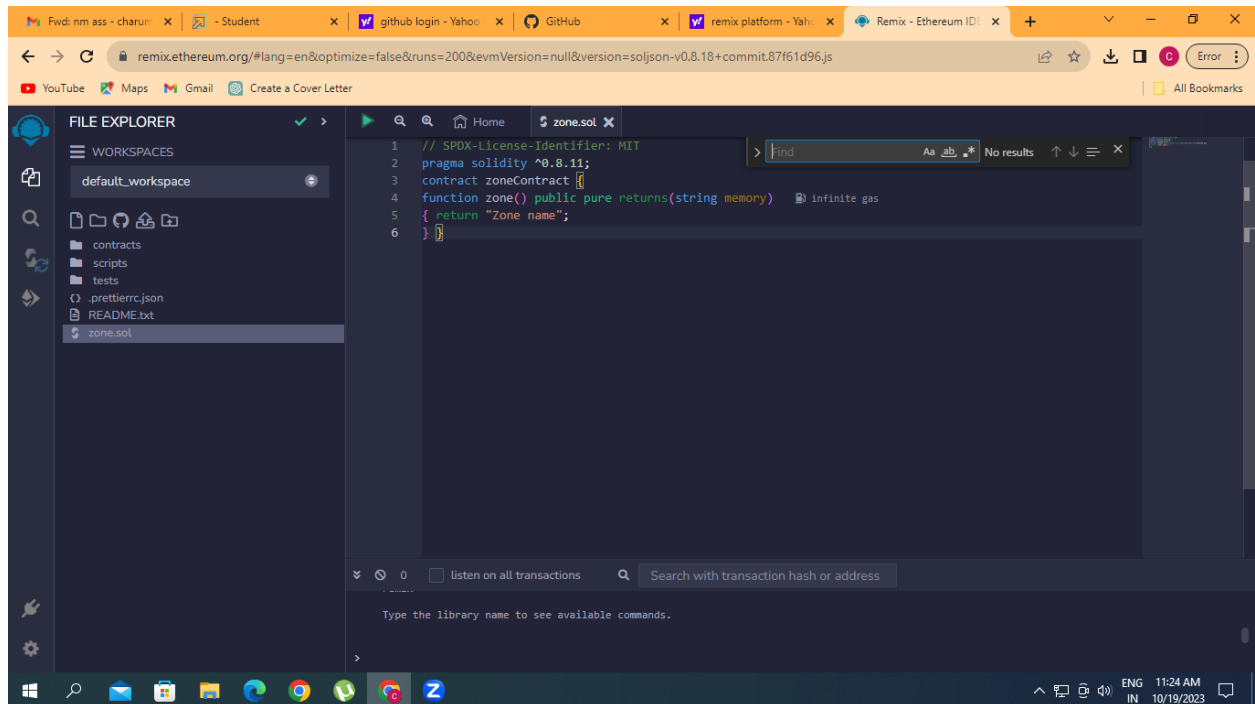 Fwd: nm ass - charum
- Student
github login - Yahoo
GitHub
remix platform - Yaho
Remix - Ethereum IDE
remix.ethereum.org/#lang=en&optimize=false&runs=200&evmVersion=null&version=soljson-v0.8.18+commit.87f61d96.js
C
Error
YouTube
Maps
Gmail
Create a Cover Letter
All Bookmarks
FILE EXPLORER
WORKSPACES
default_workspace
contracts
scripts
tests
.prettierrc.json
README.txt
zone.sol
Home
zone.sol
1 // SPDX-License-Identifier: MIT
2 pragma solidity ^0.8.11;
3 contract zoneContract {
4 function zone() public pure returns(string memory) infinite gas
5 { return "Zone name";
6 } }
Find
Aa ab .* No results
0 listen on all transactions
Search with transaction hash or address
Type the library name to see available commands.
>
ENG 11:24 AM
IN 10/19/2023